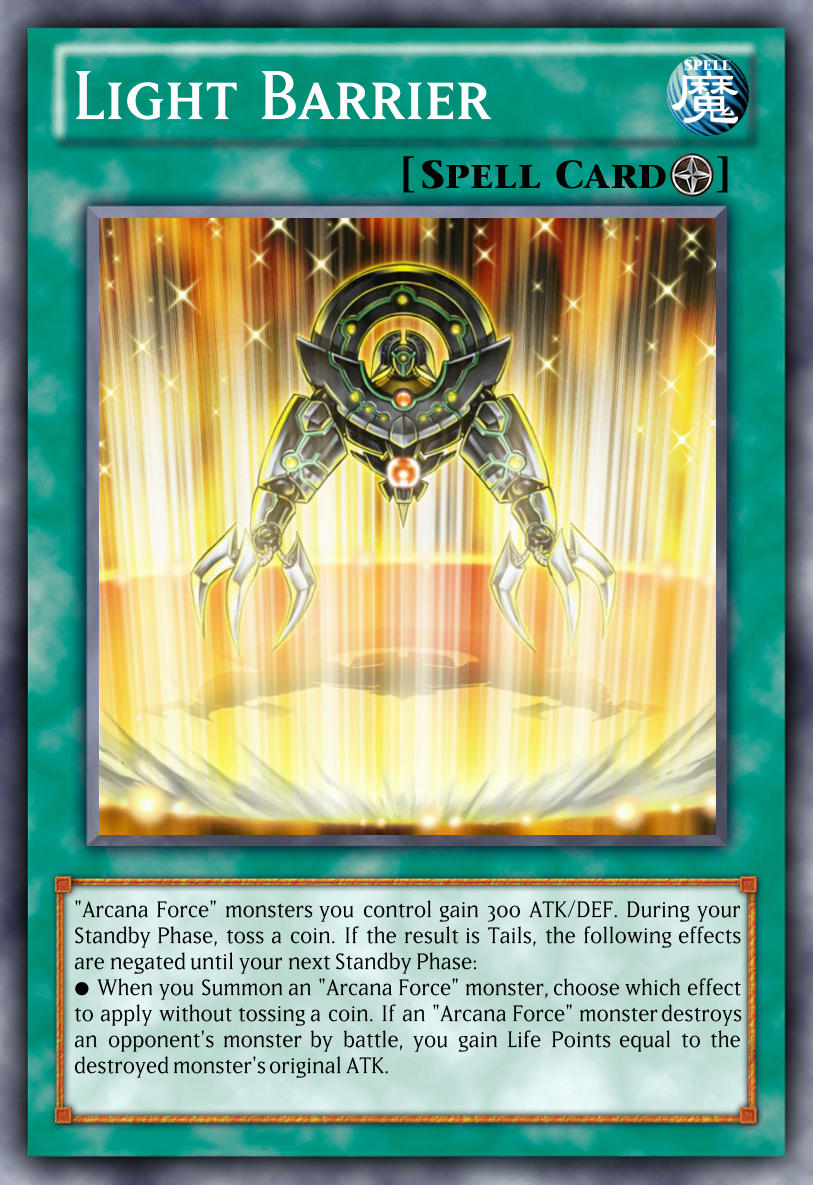 Light Barrier
SPELL
魔
[Spell Card]
"Arcana Force" monsters you control gain 300 ATK/DEF. During your
Standby Phase, toss a coin. If the result is Tails, the following effects
are negated until your next Standby Phase:
● When you Summon an "Arcana Force" monster, choose which effect
to apply without tossing a coin. If an "Arcana Force" monster destroys
an opponent's monster by battle, you gain Life Points equal to the
destroyed monster's original ATK.